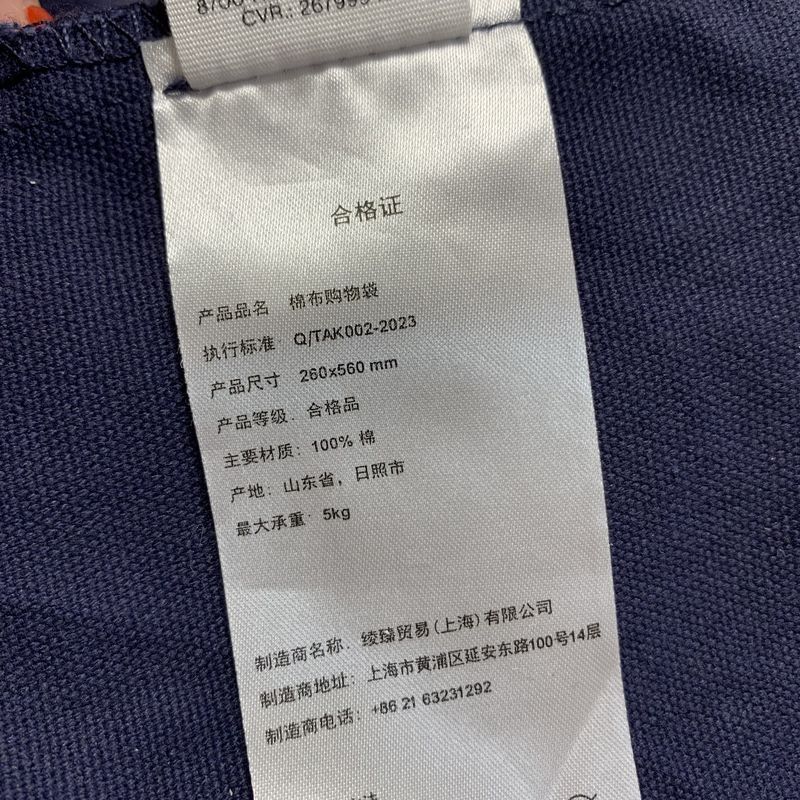 CVR.: 267995
合格证
产品品名 棉布购物袋
执行标准 Q/TAK002-2023
产品尺寸 260x560 mm
产品等级. 合格品
主要材质: 100% 棉
产地: 山东省, 日照市
最大承重: 5kg
制造商名称. 绫臻贸易(上海)有限公司
制造商地址: 上海市黄浦区延安东路100号14层
制造商电话: +86 21 63231292